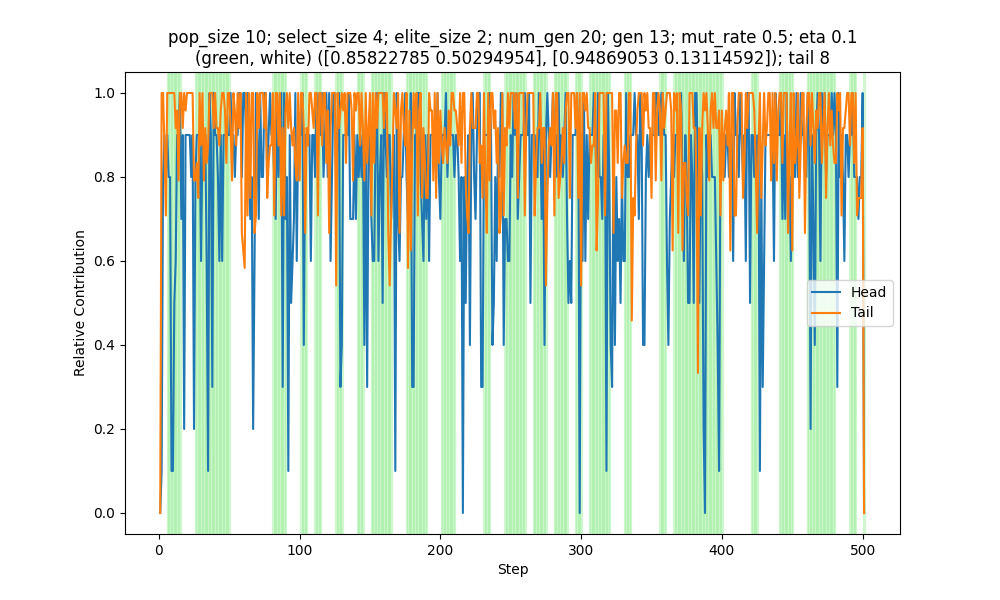 pop_size 10; select_size 4; elite_size 2; num_gen 20; gen 13; mut_rate 0.5; eta 0.1
(green, white) ([0.85822785 0.50294954], [0.94869053 0.13114592]); tail 8
1.0
0.8
0.6
0.4
0.2
0.0
Relative Contribution
Head
Tail
0
100
200
300
400
500
Step